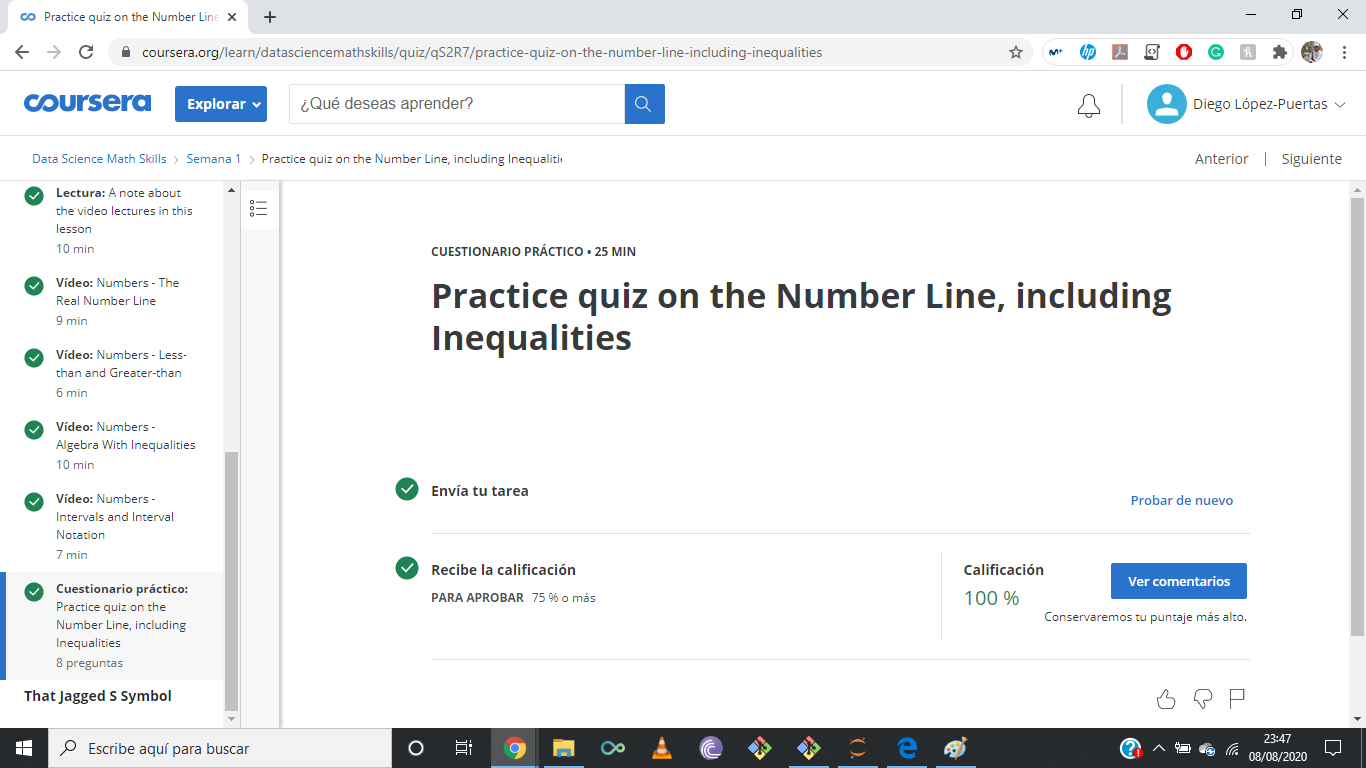 Practice quiz on the Number Line
coursera.org/learn/datasciencemathskills/quiz/qS2R7/practice-quiz-on-the-number-line-including-inequalities
coursera
Explorar
¿Qué deseas aprender?
Diego López-Puertas
Data Science Math Skills > Semana 1 > Practice quiz on the Number Line, including Inequalitie
Anterior | Siguiente
Lectura: A note about
the video lectures in this
lesson
10 min
Vídeo: Numbers - The
Real Number Line
9 min
Vídeo: Numbers - Less-
than and Greater-than
6 min
Vídeo: Numbers -
Algebra With Inequalities
10 min
Vídeo: Numbers -
Intervals and Interval
Notation
7 min
Cuestionario práctico:
Practice quiz on the
Number Line, including
Inequalities
8 preguntas
That Jagged S Symbol
CUESTIONARIO PRÁCTICO • 25 MIN
Practice quiz on the Number Line, including
Inequalities
Envía tu tarea
Probar de nuevo
Recibe la calificación
PARA APROBAR 75 % o más
Calificación
100 %
Ver comentarios
Conservaremos tu puntaje más alto.
Escribe aquí para buscar
23:47
08/08/2020